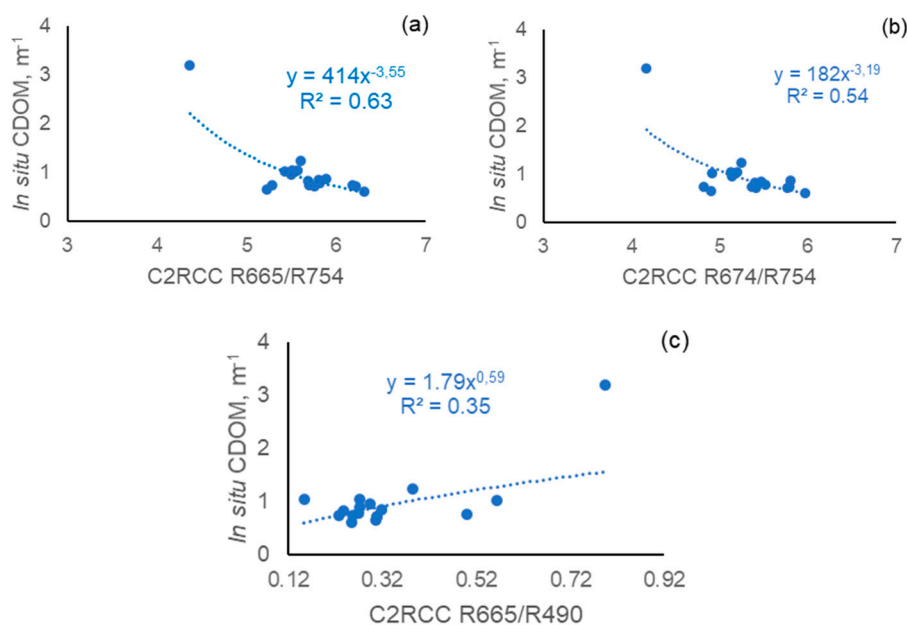 (a)
In situ CDOM, m⁻¹
4
3
2
1
0
y = 414x⁻³,⁵⁵
R² = 0.63
3 4 5 6 7
C2RCC R665/R754
(b)
In situ CDOM, m⁻¹
4
3
2
1
0
y = 182x⁻³,¹⁹
R² = 0.54
3 4 5 6 7
C2RCC R674/R754
(c)
In situ CDOM, m⁻¹
4
3
2
1
0
y = 1.79x⁰,⁵⁹
R² = 0.35
0.12 0.32 0.52 0.72 0.92
C2RCC R665/R490